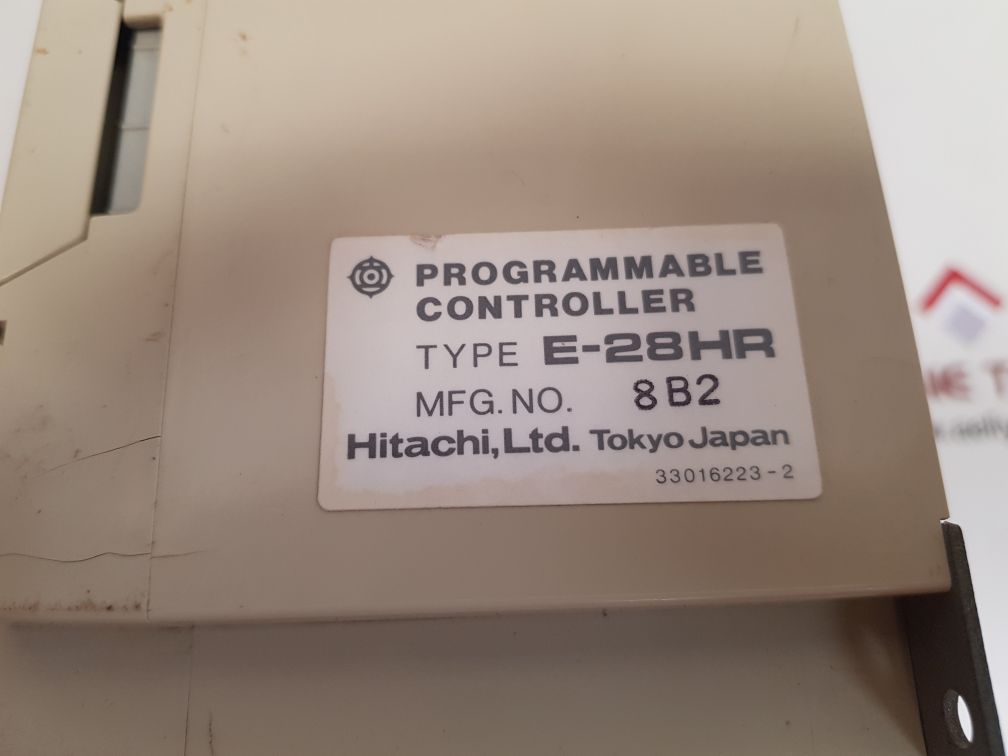 PROGRAMMABLE
CONTROLLER
TYPE E-28HR
MFG. NO. 8B2
Hitachi, Ltd. Tokyo Japan
33016223-2